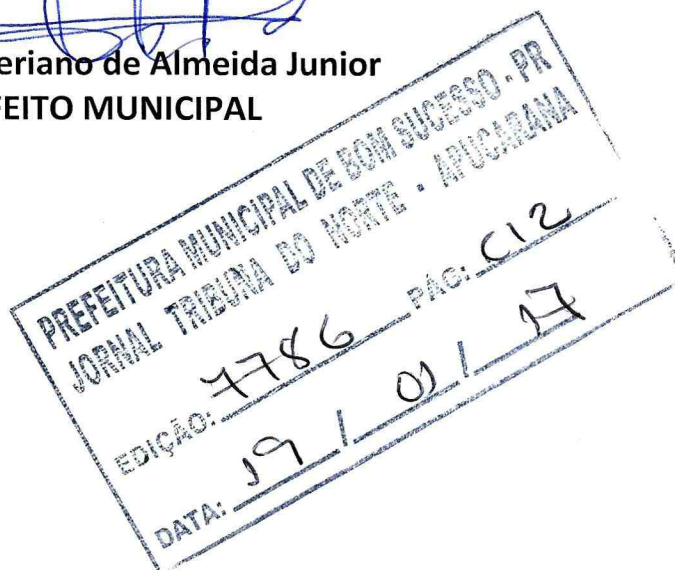 eriano de Almeida Junior
FEITO MUNICIPAL
PREFEITURA MUNICIPAL DE BOM SUCESSO - PR
JORNAL TRIBUNA DO NORTE - APUCARANA
EDIÇÃO: 7786 PÁG: C12
DATA: 19 / 01 / 17